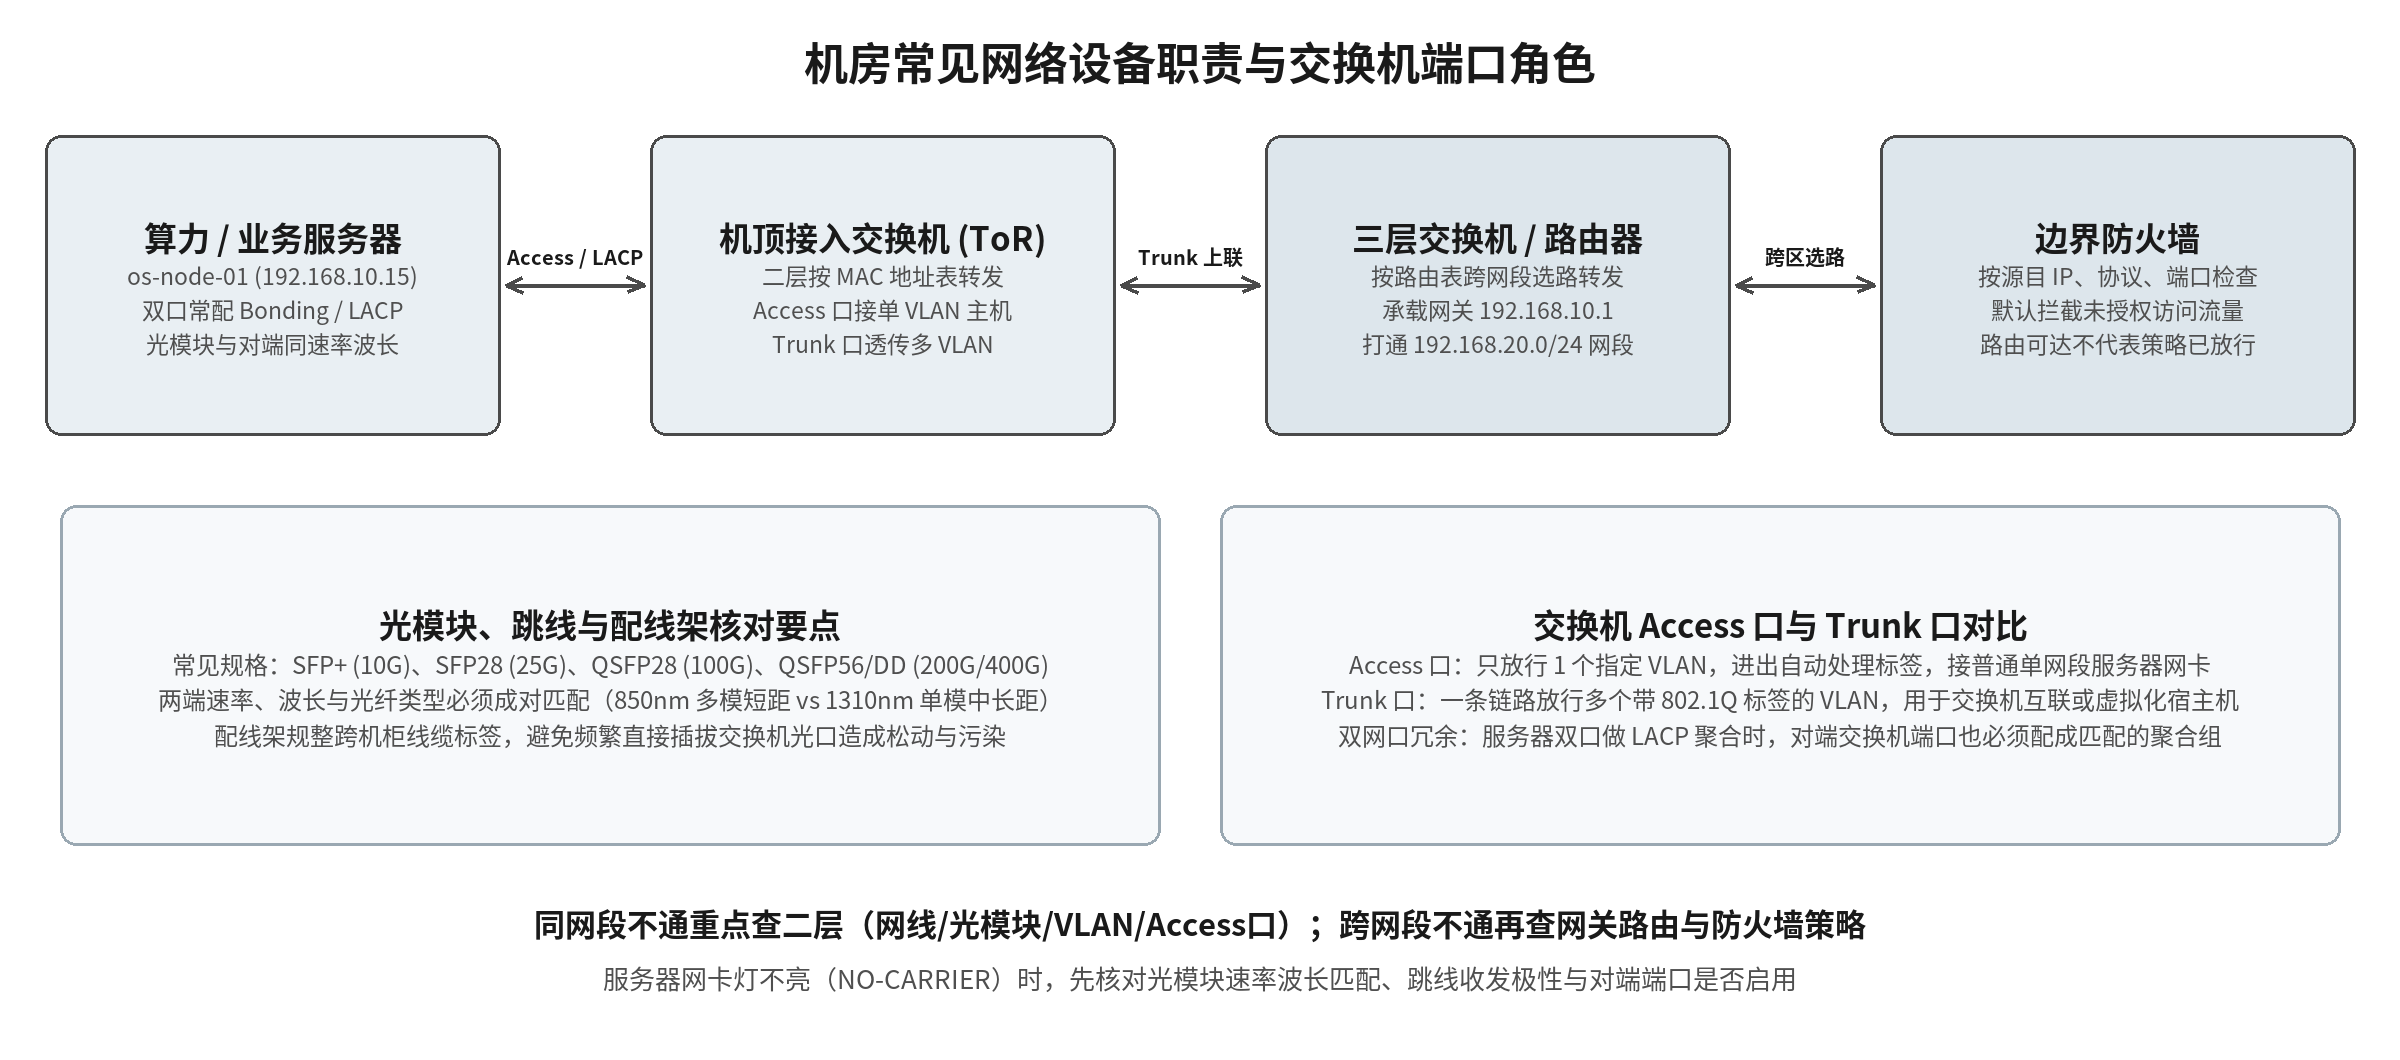 机房常见网络设备职责与交换机端口角色
算力 / 业务服务器
os-node-01 (192.168.10.15)
双口常配 Bonding / LACP
光模块与对端同速率波长
Access / LACP
机顶接入交换机 (ToR)
二层按 MAC 地址表转发
Access 口接单 VLAN 主机
Trunk 口透传多 VLAN
Trunk 上联
三层交换机 / 路由器
按路由表跨网段选路转发
承载网关 192.168.10.1
打通 192.168.20.0/24 网段
跨区选路
边界防火墙
按源目 IP、协议、端口检查
默认拦截未授权访问流量
路由可达不代表策略已放行
光模块、跳线与配线架核对要点
常见规格：SFP+ (10G)、SFP28 (25G)、QSFP28 (100G)、QSFP56/DD (200G/400G)
两端速率、波长与光纤类型必须成对匹配（850nm 多模短距 vs 1310nm 单模中长距）
配线架规整跨机柜线缆标签，避免频繁直接插拔交换机光口造成松动与污染
交换机 Access 口与 Trunk 口对比
Access 口：只放行 1 个指定 VLAN，进出自动处理标签，接普通单网段服务器网卡
Trunk 口：一条链路放行多个带 802.1Q 标签的 VLAN，用于交换机互联或虚拟化宿主机
双网口冗余：服务器双口做 LACP 聚合时，对端交换机端口也必须配成匹配的聚合组
同网段不通重点查二层（网线/光模块/VLAN/Access口）；跨网段不通再查网关路由与防火墙策略
服务器网卡灯不亮（NO-CARRIER）时，先核对光模块速率波长匹配、跳线收发极性与对端端口是否启用